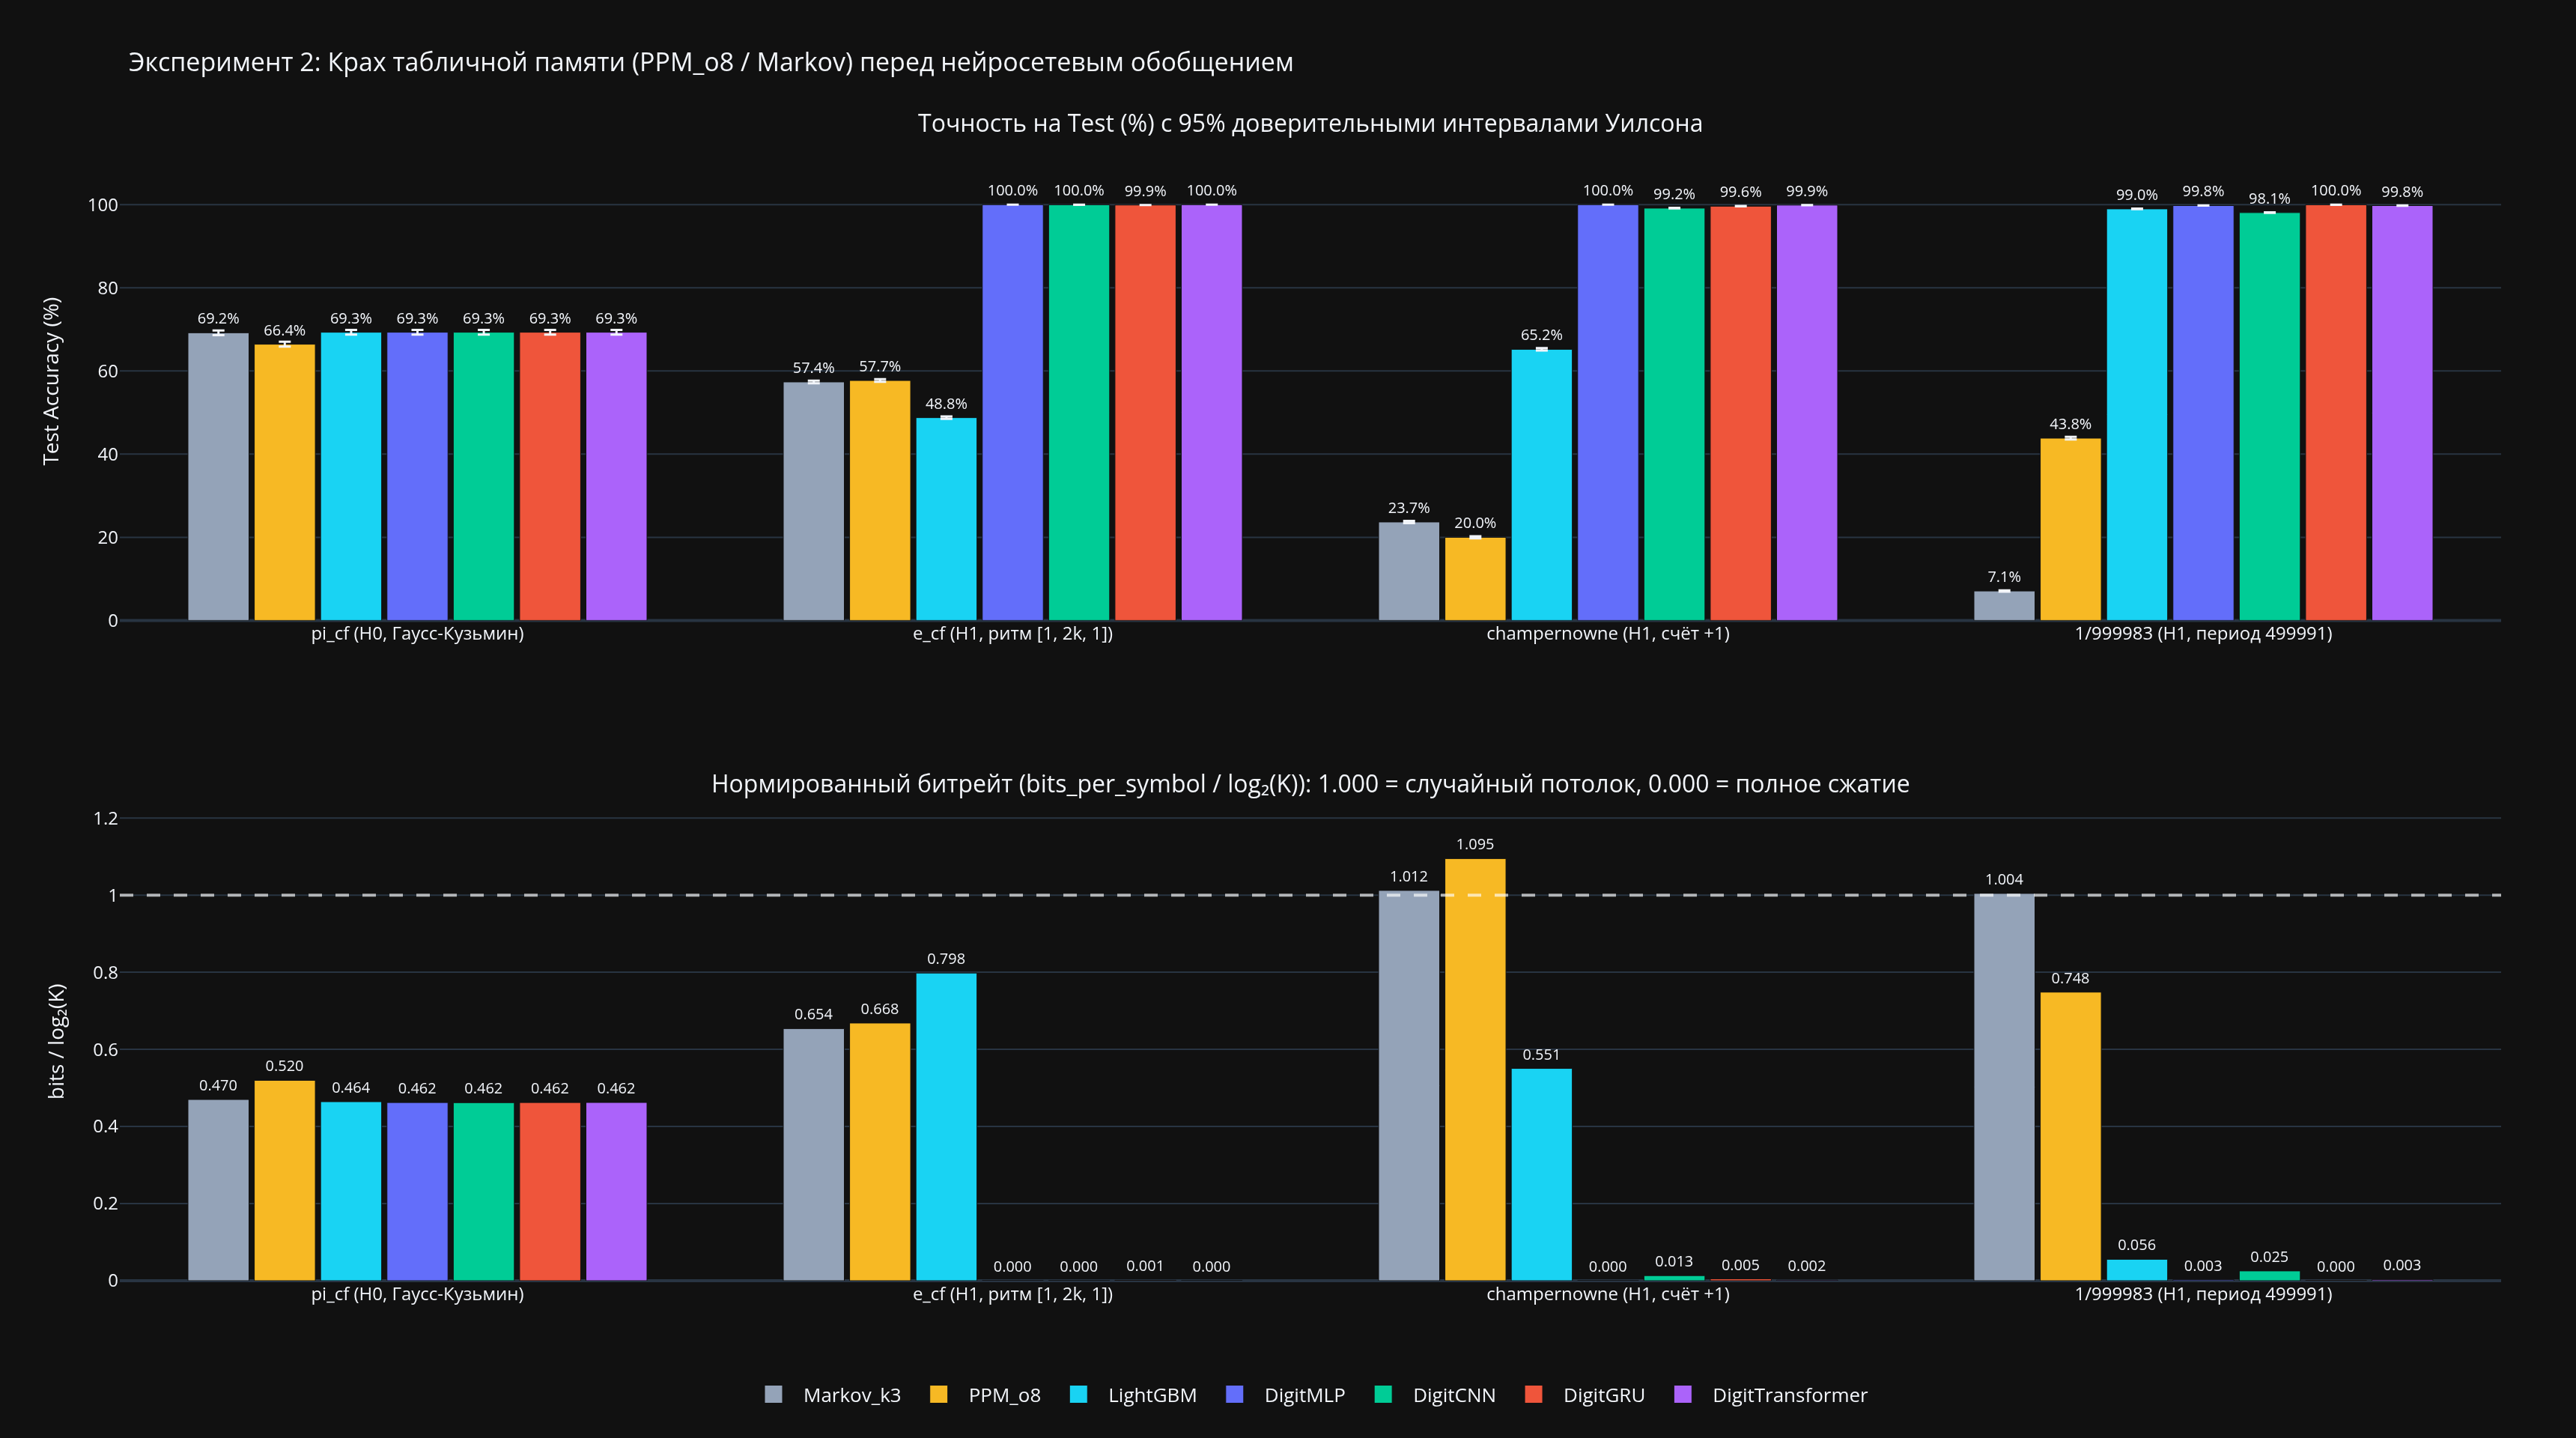 Эксперимент 2: Крах табличной памяти (PPM_o8 / Markov) перед нейросетевым обобщением
Точность на Test (%) с 95% доверительными интервалами Уилсона
Test Accuracy (%)
100
80
60
40
20
0
69.2% 66.4% 69.3% 69.3% 69.3% 69.3% 69.3%
57.4% 57.7% 48.8% 100.0% 100.0% 99.9% 100.0%
23.7% 20.0% 65.2% 100.0% 99.2% 99.6% 99.9%
7.1% 43.8% 99.0% 99.8% 98.1% 100.0% 99.8%
pi_cf (H0, Гаусс-Кузьмин) e_cf (H1, ритм [1, 2k, 1]) champernowne (H1, счёт +1) 1/999983 (H1, период 499991)
Нормированный битрейт (bits_per_symbol / log₂(K)): 1.000 = случайный потолок, 0.000 = полное сжатие
bits / log₂(K)
1.2
1
0.8
0.6
0.4
0.2
0
0.470 0.520 0.464 0.462 0.462 0.462 0.462
0.654 0.668 0.798 0.000 0.000 0.001 0.000
1.012 1.095 0.551 0.000 0.013 0.005 0.002
1.004 0.748 0.056 0.003 0.025 0.000 0.003
pi_cf (H0, Гаусс-Кузьмин) e_cf (H1, ритм [1, 2k, 1]) champernowne (H1, счёт +1) 1/999983 (H1, период 499991)
Markov_k3 PPM_o8 LightGBM DigitMLP DigitCNN DigitGRU DigitTransformer